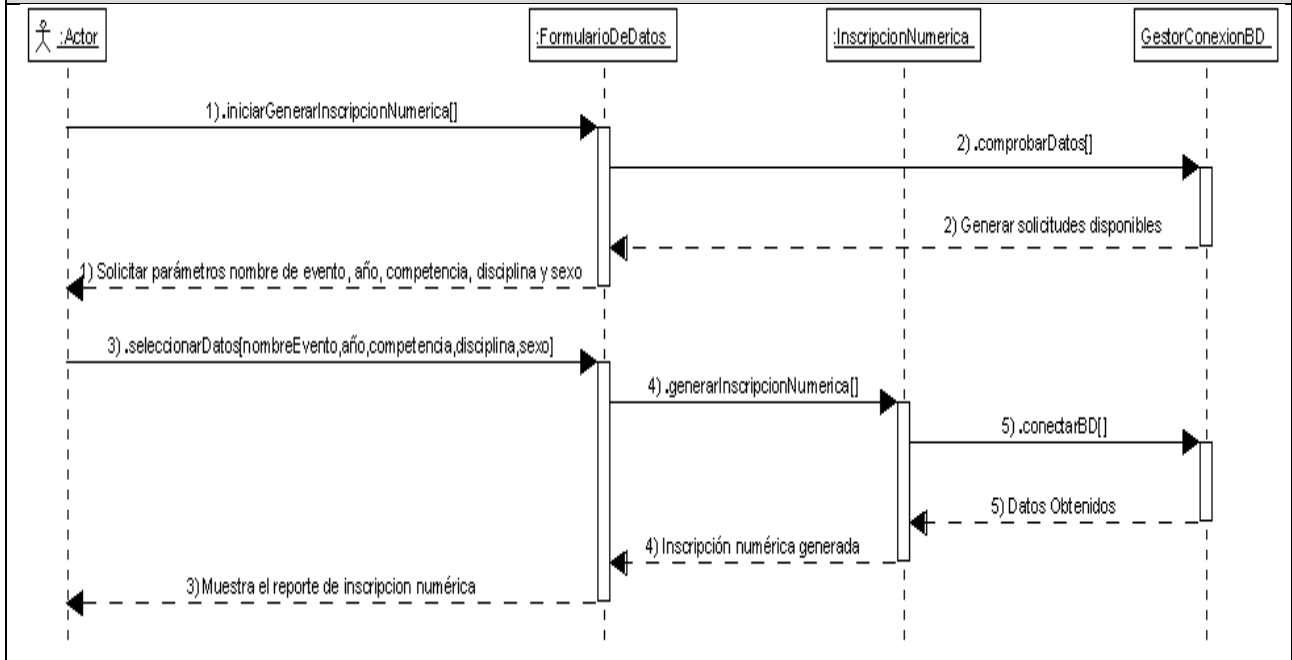 :Actor
:FormularioDeDatos
:InscripcionNumerica
GestorConexionBD
1) .iniciarGenerarInscripcionNumerica[]
2) .comprobarDatos[]
2) Generar solicitudes disponibles
1) Solicitar parámetros nombre de evento, año, competencia, disciplina y sexo
3) .seleccionarDatos[nombreEvento,año,competencia,disciplina,sexo]
4) .generarInscripcionNumerica[]
5) .conectarBD[]
5) Datos Obtenidos
4) Inscripción numérica generada
3) Muestra el reporte de inscripcion numérica